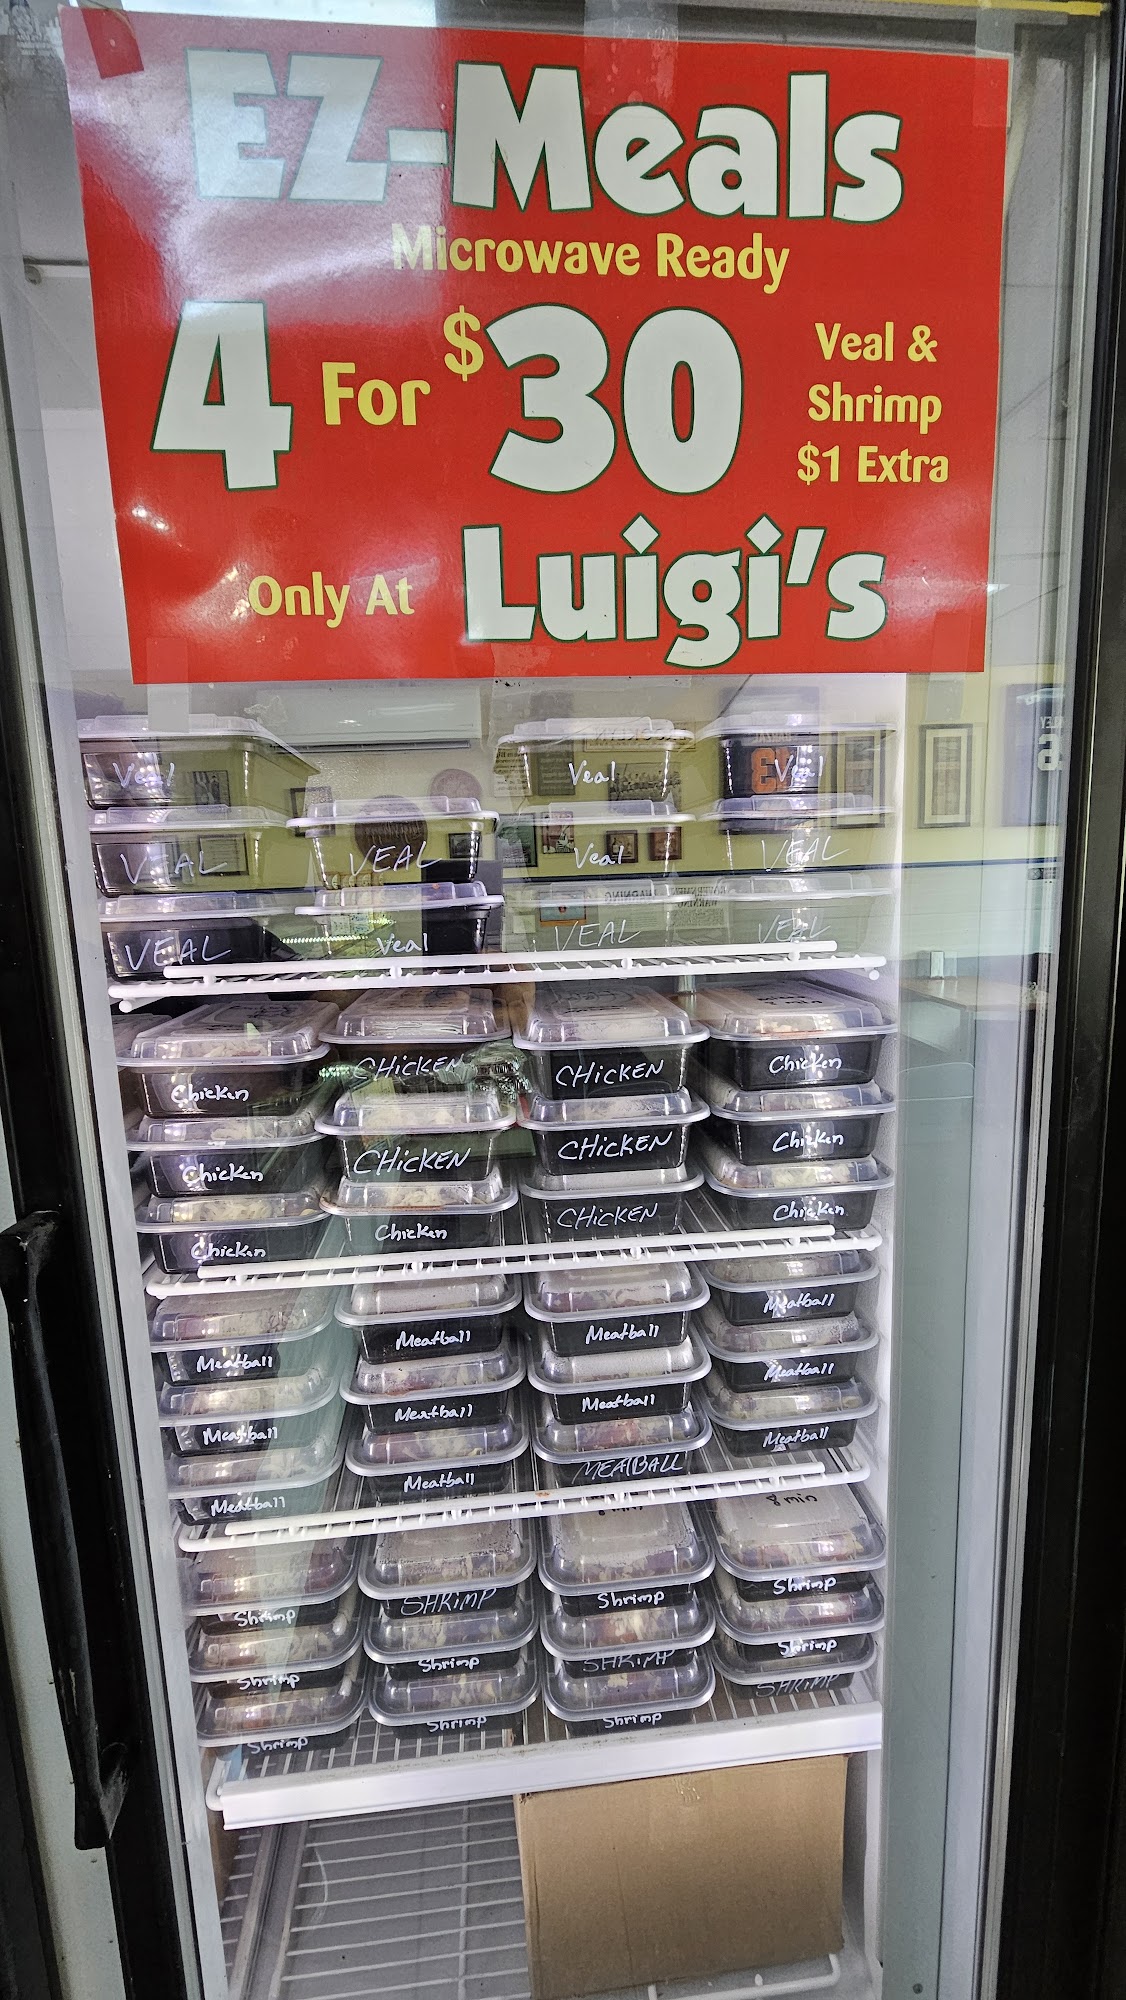 EZ-Meals
Microwave Ready
4 For $30
Veal &
Shrimp
$1 Extra
Only At Luigi's
Veal Veal Veal
VEAL VEAL Veal VEAL
VEAL Veal VEAL VEAL
Chicken CHICKEN CHICKEN Chicken
Chicken CHICKEN CHICKEN Chicken
Chicken Chicken CHICKEN Chicken
Meatball Meatball Meatball Meatball
Meatball Meatball Meatball Meatball
Meatball Meatball MEATBALL Meatball
8 min
Shrimp SHRIMP Shrimp Shrimp
Shrimp Shrimp SHRIMP Shrimp
Shrimp Shrimp Shrimp SHRIMP